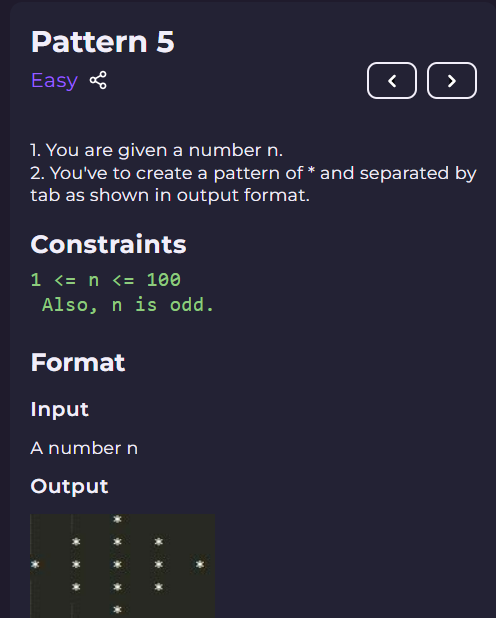 Pattern 5
Easy
1. You are given a number n.
2. You've to create a pattern of * and separated by
tab as shown in output format.
Constraints
1 <= n <= 100
Also, n is odd.
Format
Input
A number n
Output
*
* * *
* * * * *
* * *
*